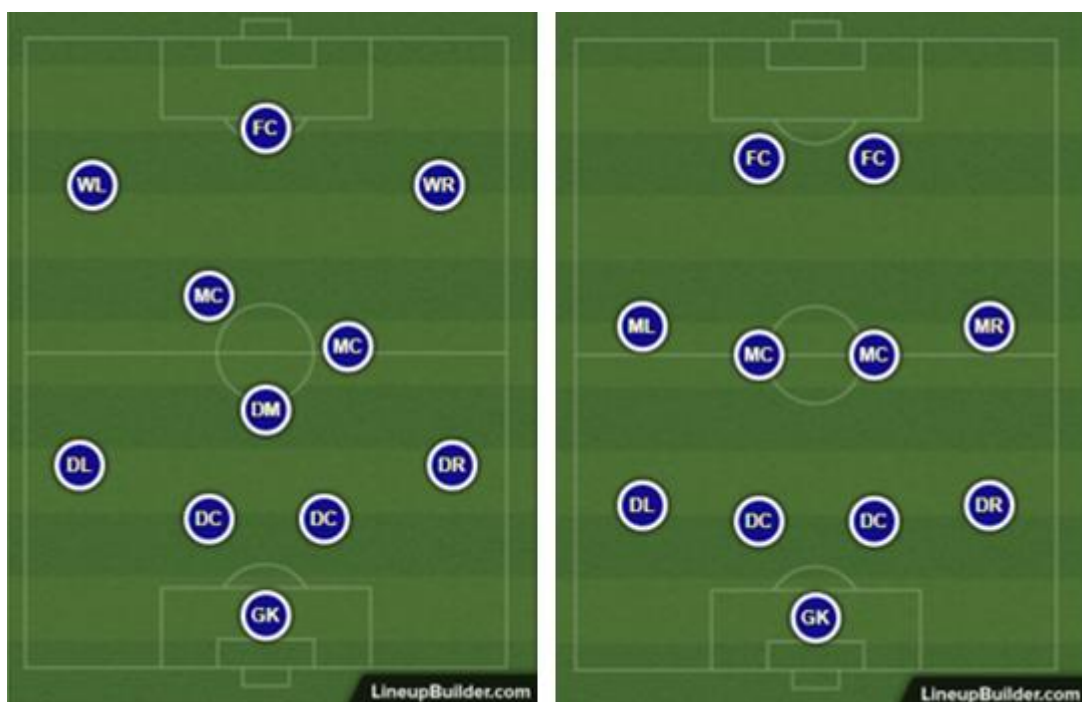 FC
WL WR
MC
MC
DM
DL DR
DC DC
GK
LineupBuilder.com
FC FC
ML MR
MC MC
DL DR
DC DC
GK
LineupBuilder.com